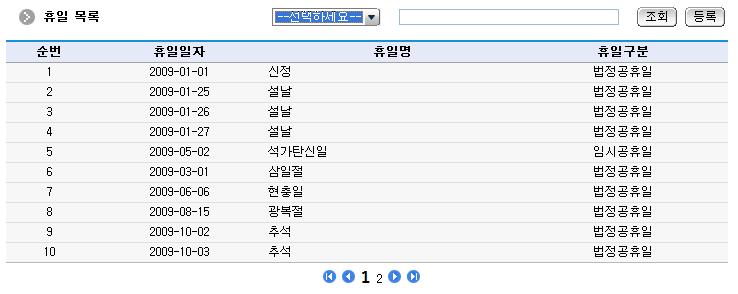 휴일 목록 --선택하세요-- 조회 등록
순번 휴일일자 휴일명 휴일구분
1 2009-01-01 신정 법정공휴일
2 2009-01-25 설날 법정공휴일
3 2009-01-26 설날 법정공휴일
4 2009-01-27 설날 법정공휴일
5 2009-05-02 석가탄신일 임시공휴일
6 2009-03-01 삼일절 법정공휴일
7 2009-06-06 현충일 법정공휴일
8 2009-08-15 광복절 법정공휴일
9 2009-10-02 추석 법정공휴일
10 2009-10-03 추석 법정공휴일
1 2